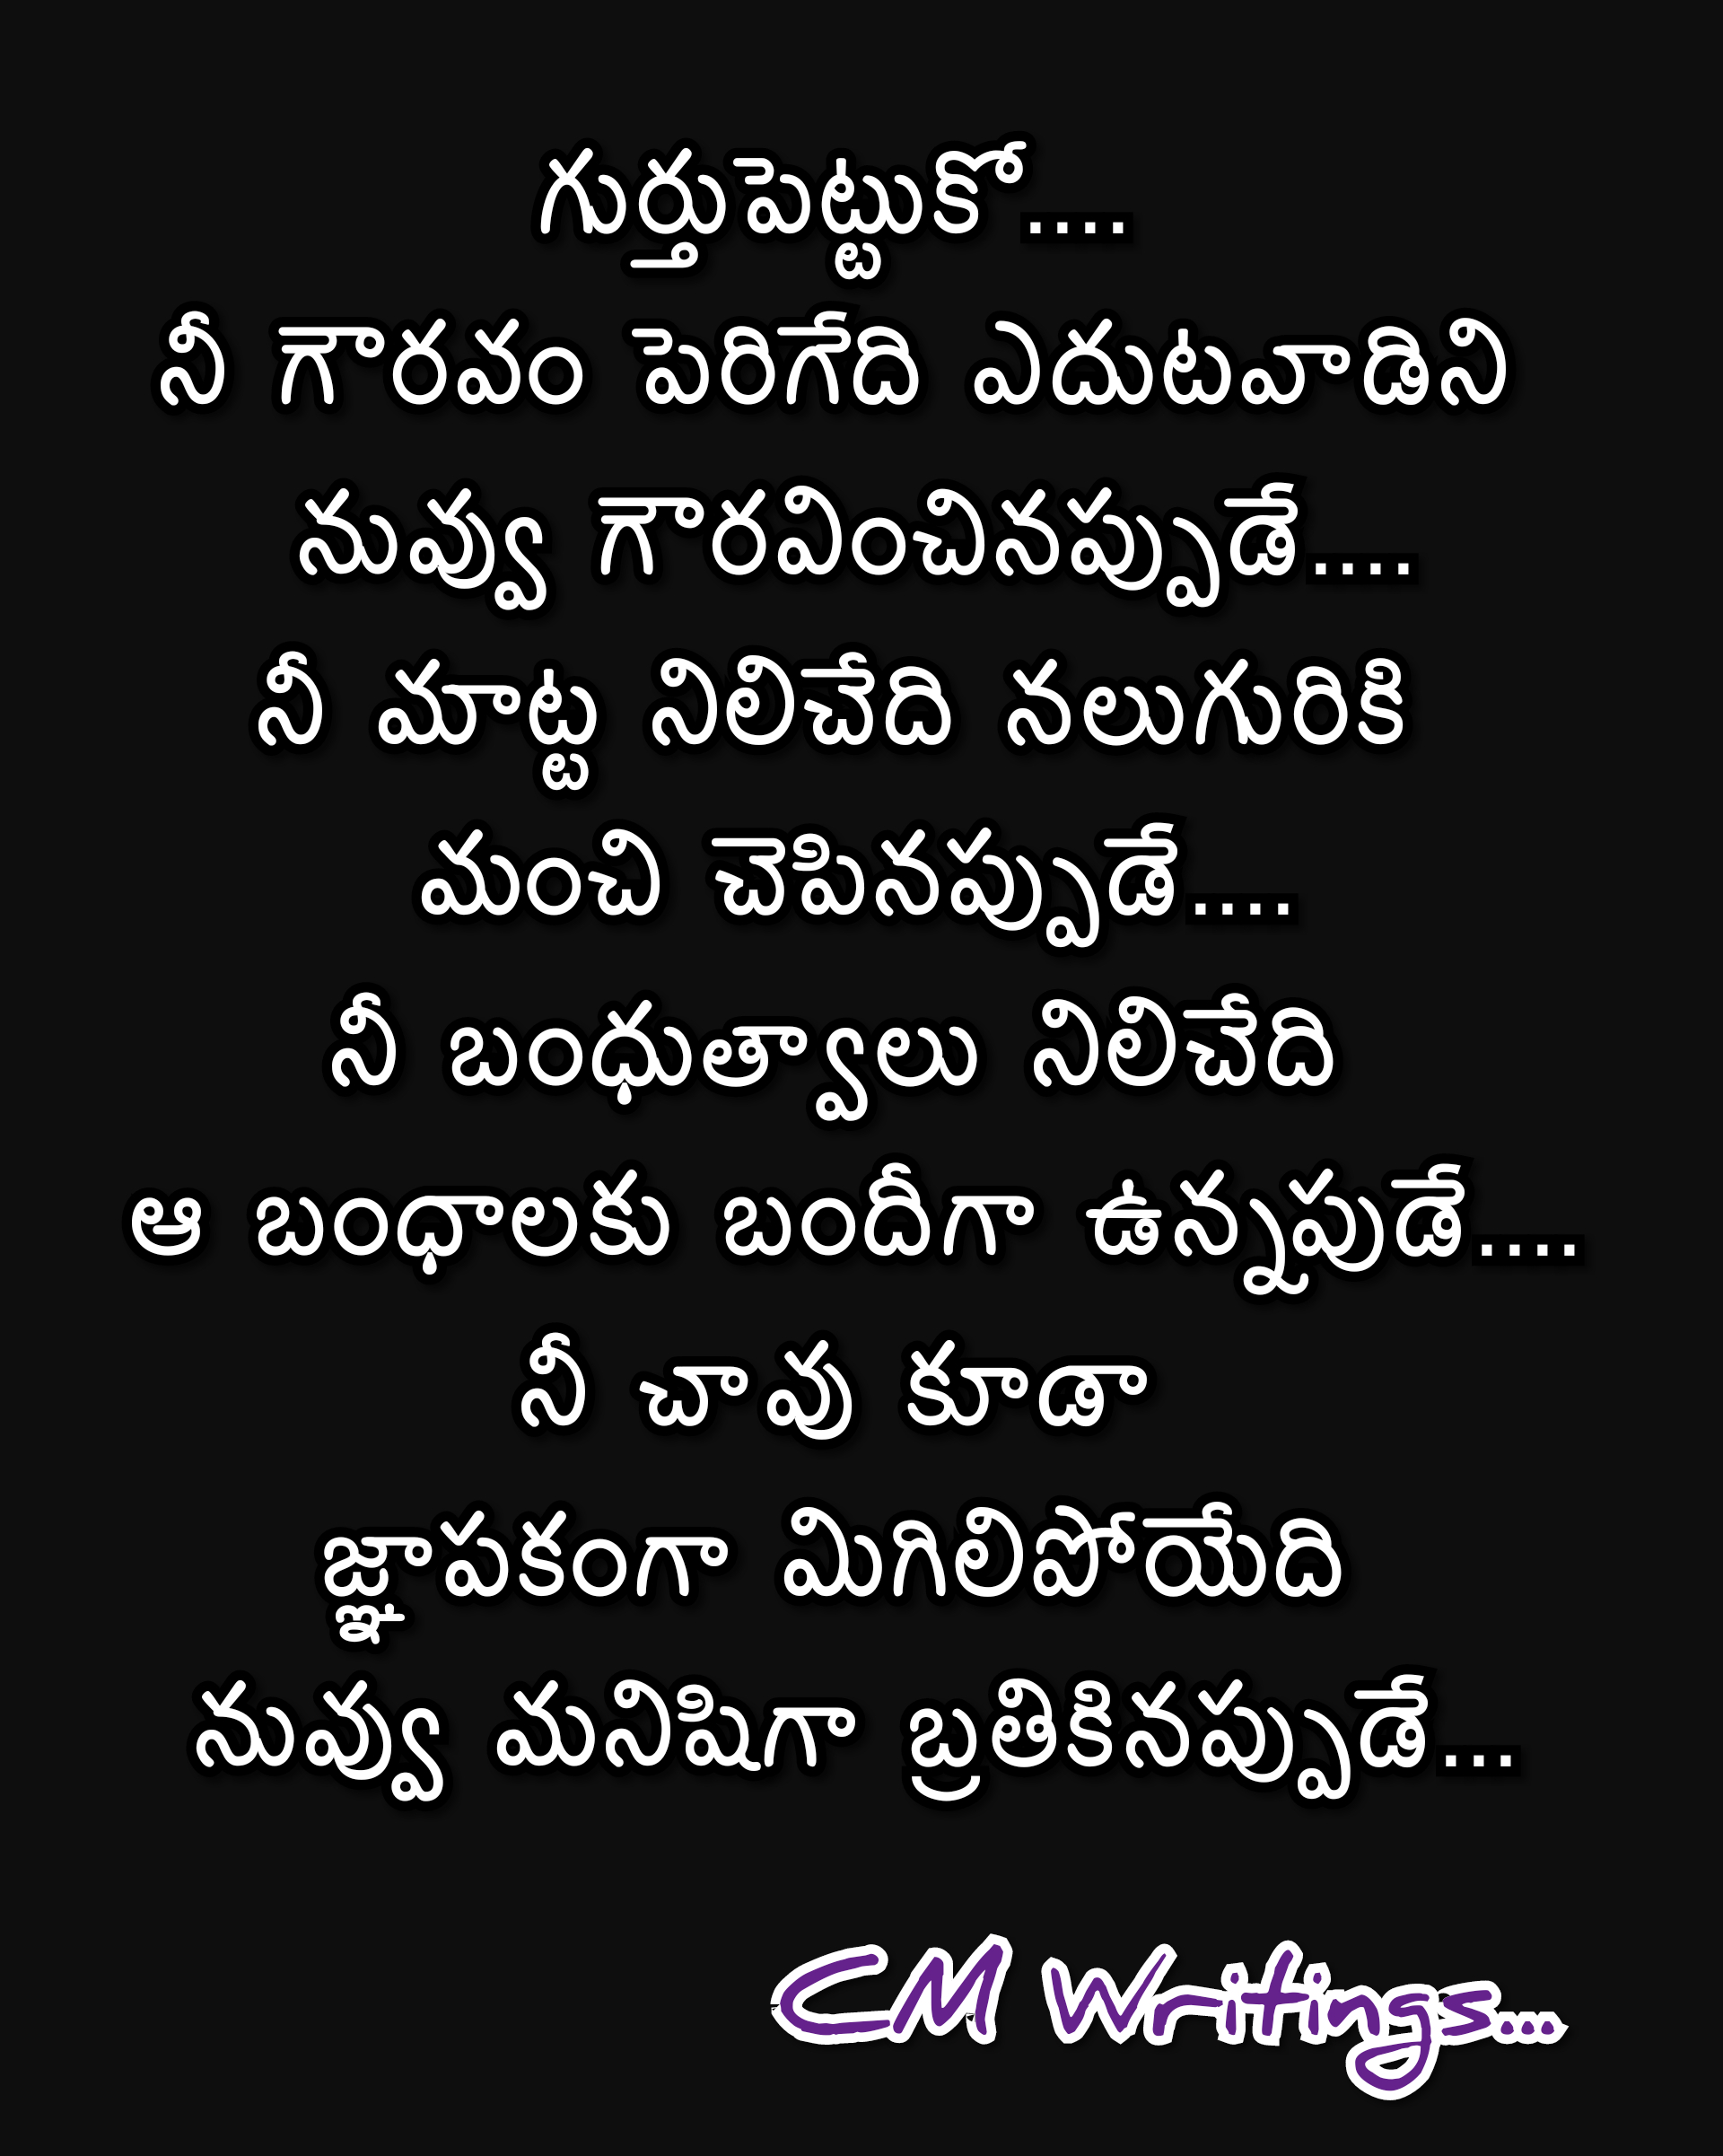 గుర్తుపెట్టుకో....
నీ గౌరవం పెరిగేది ఎదుటవాడిని
నువ్వు గౌరవించినప్పుడే....
నీ మాట్ట నిలిచేది నలుగురికి
మంచి చెపినప్పుడే....
నీ బంధుత్వాలు నిలిచేది
ఆ బంధాలకు బందీగా ఉన్నపుడే....
నీ చావు కూడా
జ్ఞాపకంగా మిగిలిపోయేది
నువ్వు మనిషిగా బ్రతికినప్పుడే...
CM Writings...